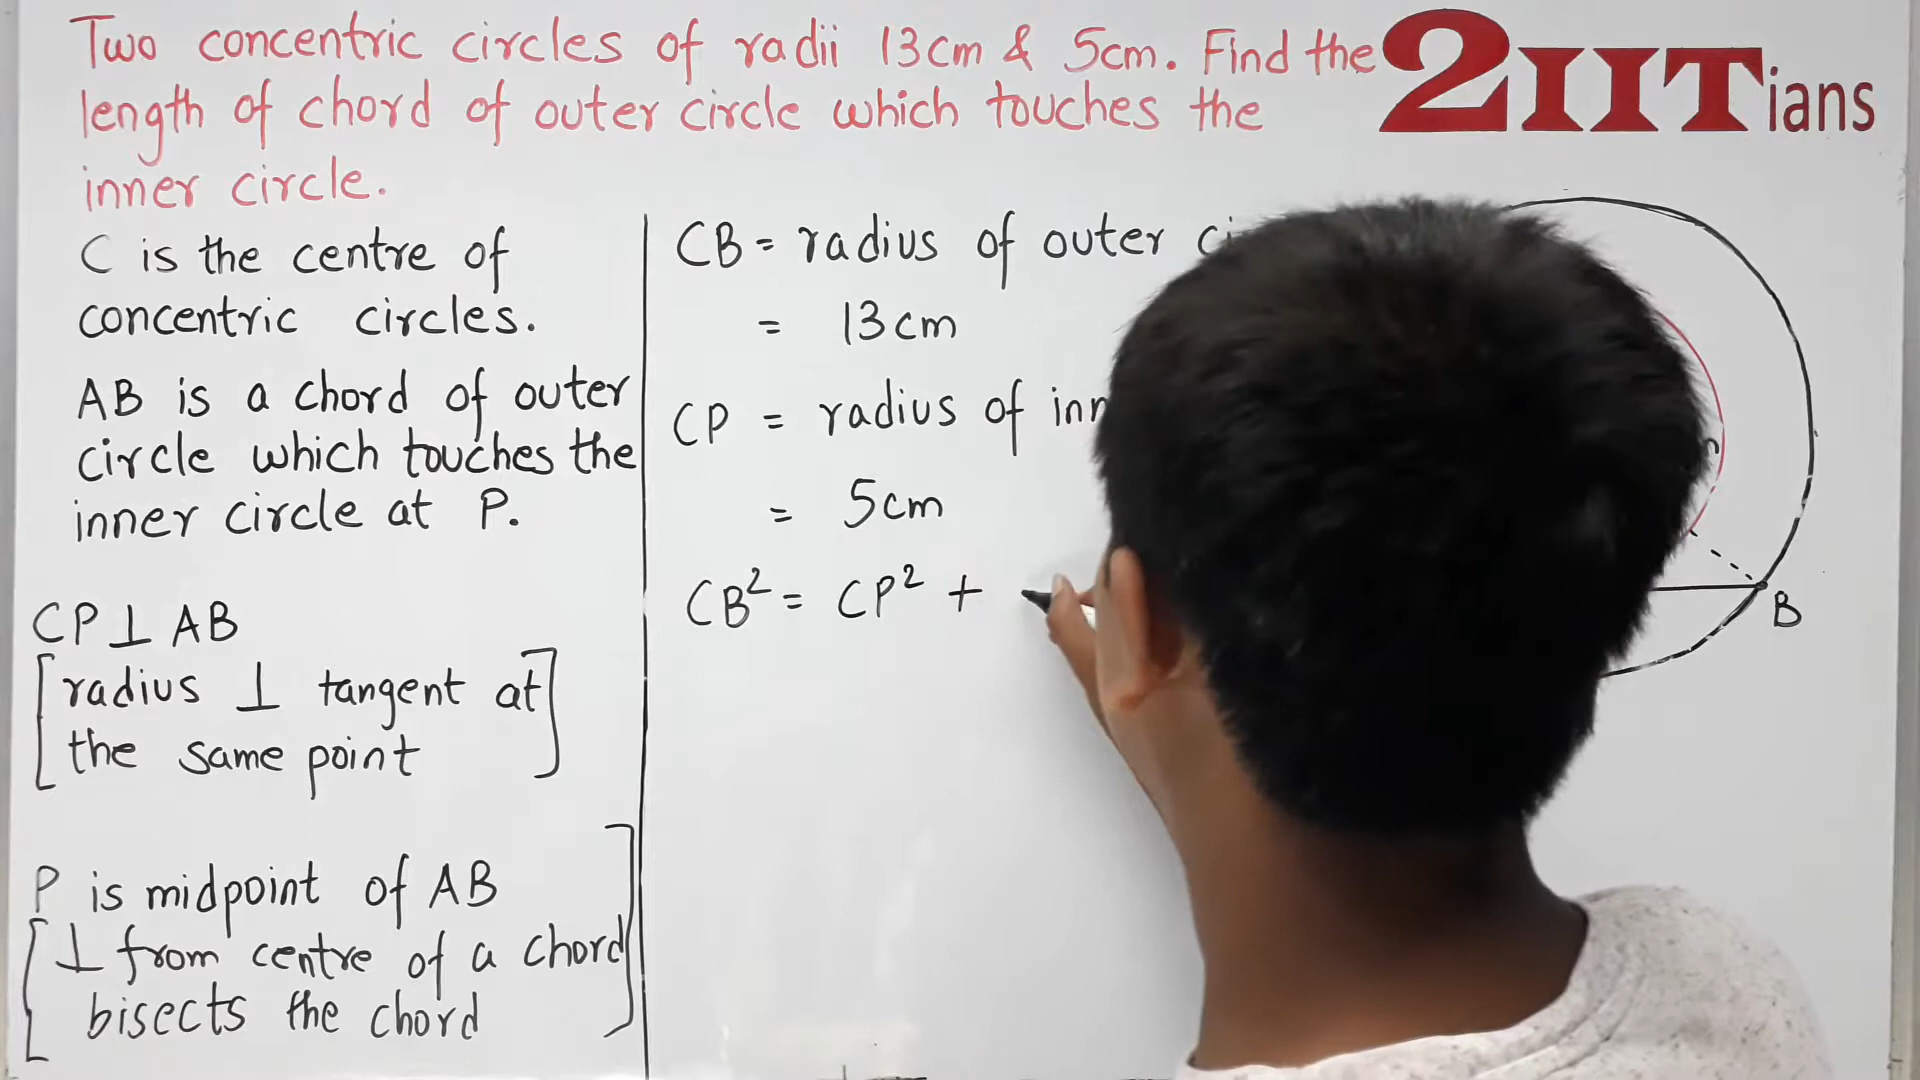 Two concentric circles of radii 13cm & 5cm. Find the
length of chord of outer circle which touches the
inner circle.
2IITians
C is the centre of
concentric circles.
AB is a chord of outer
circle which touches the
inner circle at P.
CP ⊥ AB
[radius ⊥ tangent at
the same point]
P is midpoint of AB
[⊥ from centre of a chord
bisects the chord]
CB = radius of outer
= 13cm
CP = radius of
= 5cm
CB² = CP² +
B